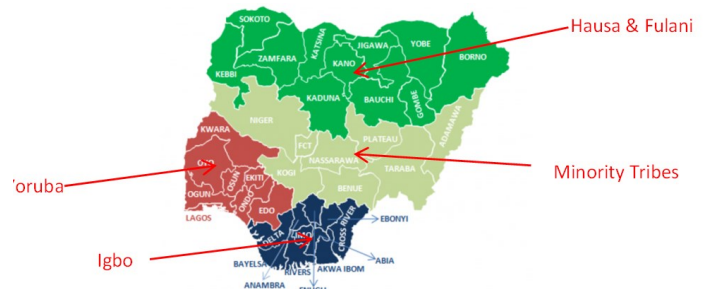 SOKOTO
KATSINA
JIGAWA
YOBE
Hausa & Fulani
ZAMFARA
KANO
BORNO
KEBBI
KADUNA
BAUCHI
GOMBE
ADAMAWA
NIGER
KWARA
PLATEAU
FCT
NASSARAWA
TARABA
Minority Tribes
KOGI
OSUN
EKITI
'oruba
OGUN
ONDO
BENUE
EDO
LAGOS
EBONYI
CROSS RIVER
DELTA
IMO
Igbo
ABIA
BAYELSA
AKWA IBOM
RIVERS
ANAMBRA